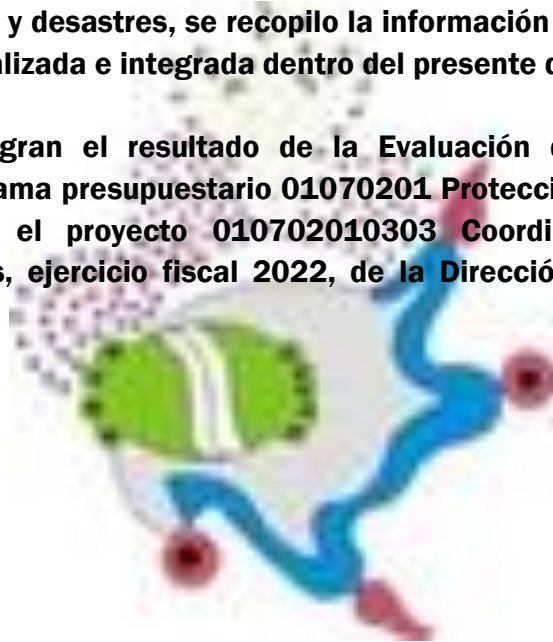 y desastres, se recopilo la información
alizada e integrada dentro del presente
gran el resultado de la Evaluación
ama presupuestario 01070201 Protecci
el proyecto 010702010303 Coordi
s, ejercicio fiscal 2022, de la Dirección